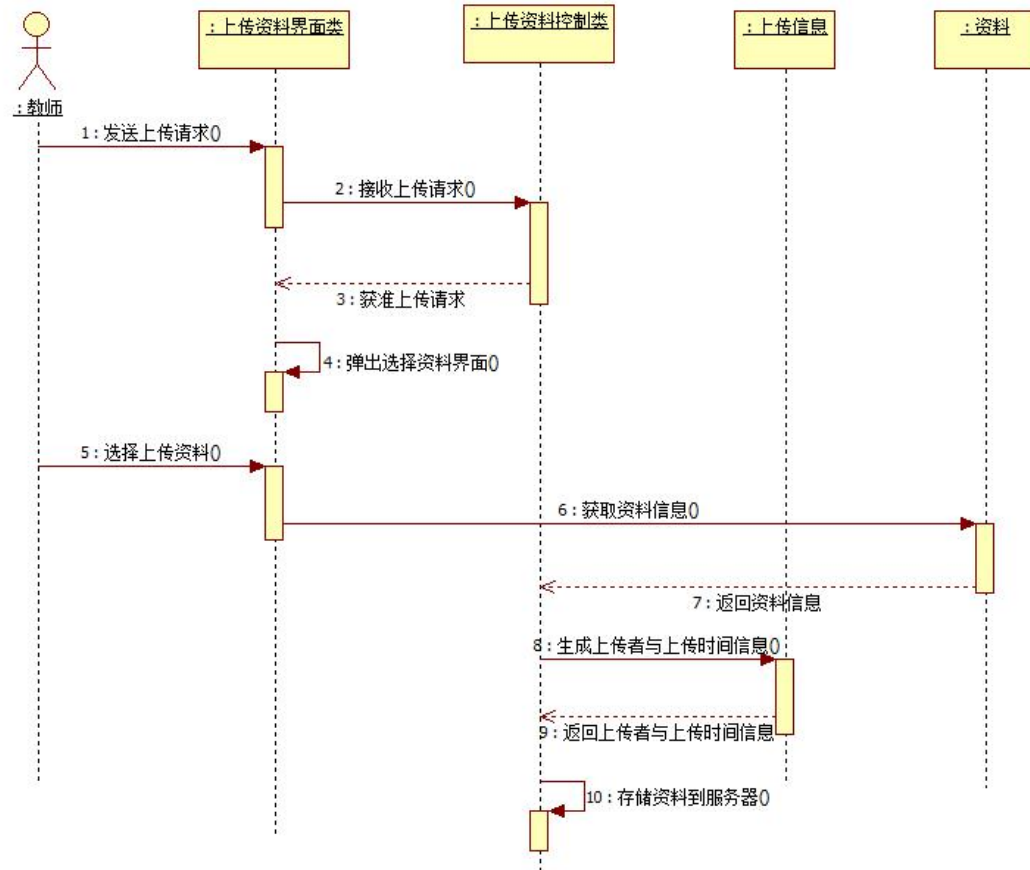 : 上传资料界面类
: 上传资料控制类
: 上传信息
: 资料
: 教师
1 : 发送上传请求()
2 : 接收上传请求()
3 : 获准上传请求
4 : 弹出选择资料界面()
5 : 选择上传资料()
6 : 获取资料信息()
7 : 返回资料信息
8 : 生成上传者与上传时间信息()
9 : 返回上传者与上传时间信息
10 : 存储资料到服务器()